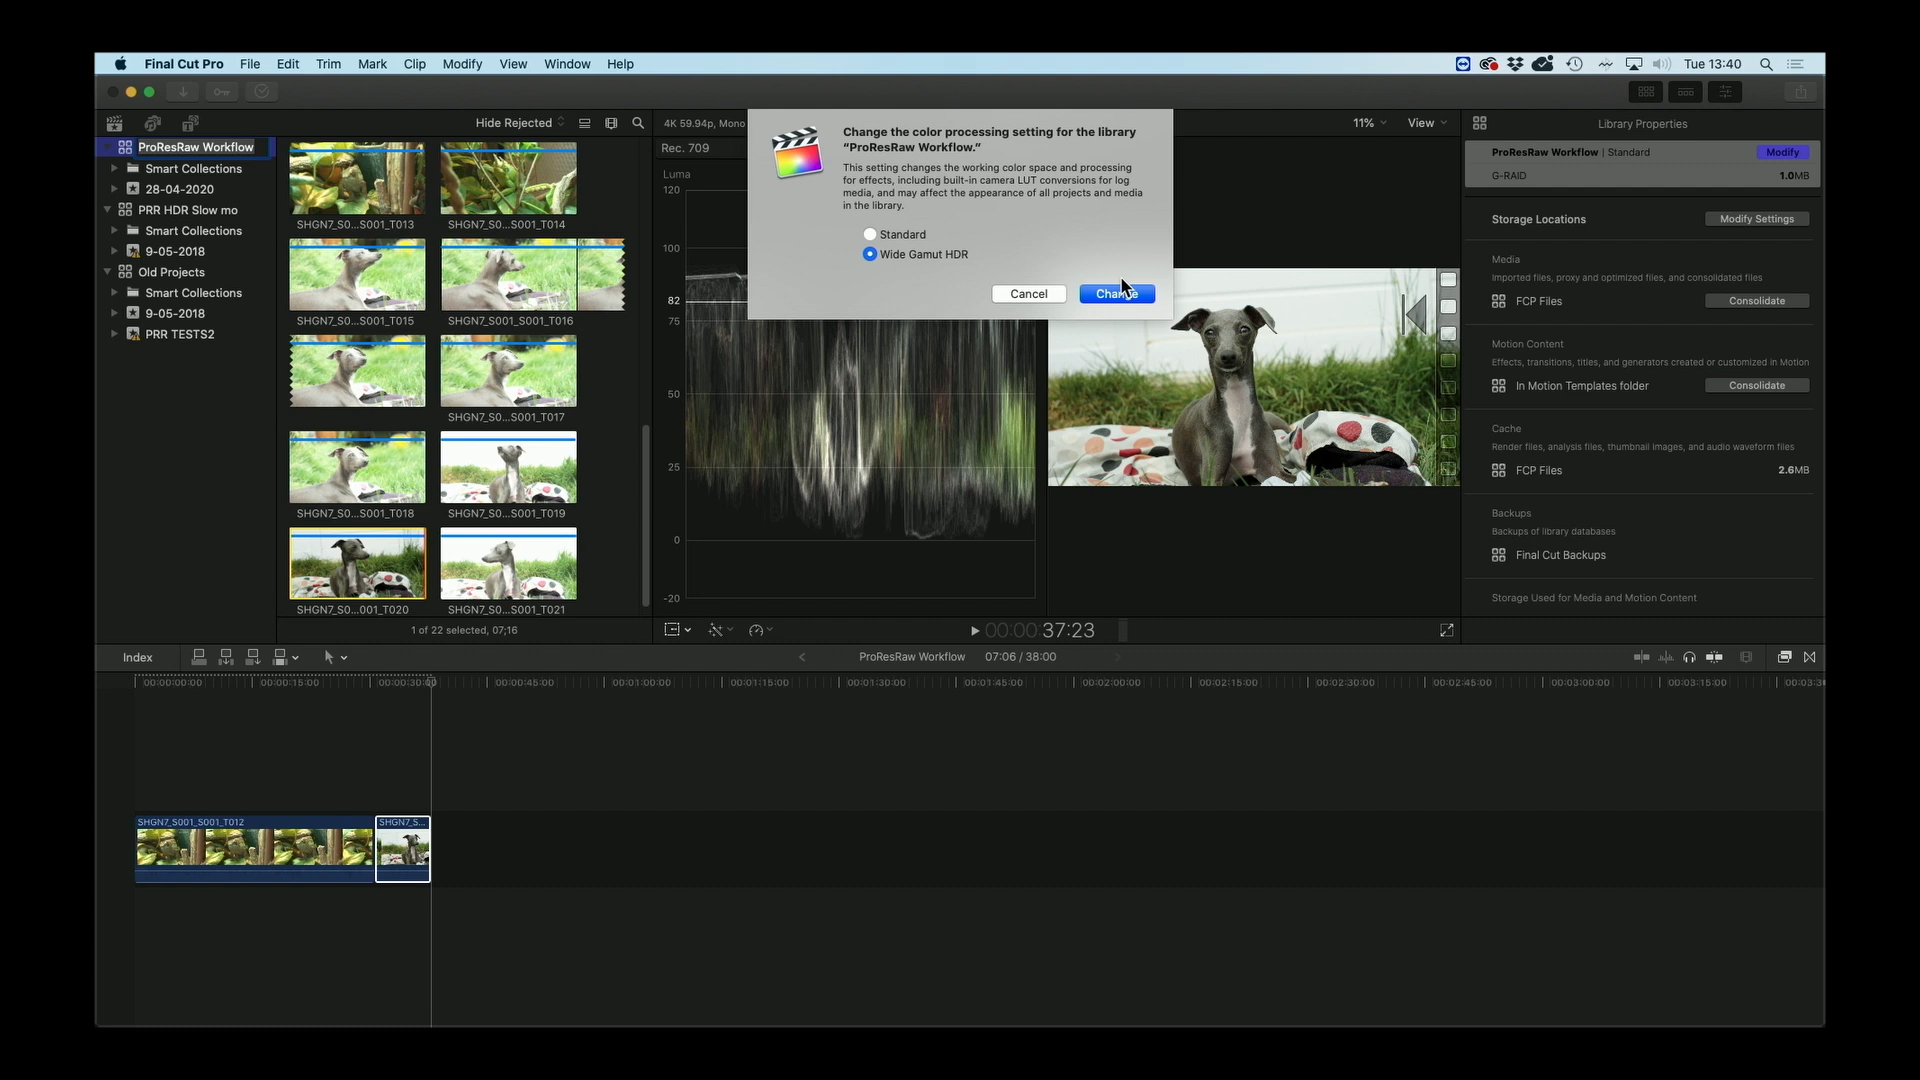 Final Cut Pro File Edit Trim Mark Clip Modify View Window Help Tue 13:40
Hide Rejected
ProResRaw Workflow
Smart Collections
28-04-2020
PRR HDR Slow mo
Smart Collections
9-05-2018
Old Projects
Smart Collections
9-05-2018
PRR TESTS2
SHGN7_S0...S001_T013 SHGN7_S0...S001_T014
SHGN7_S0...S001_T015 SHGN7_S001_S001_T016
SHGN7_S0...S001_T017
SHGN7_S0...S001_T018 SHGN7_S0...S001_T019
SHGN7_S0...001_T020 SHGN7_S0...S001_T021
1 of 22 selected, 07;16
4K 59.94p, Mono
11% View
Rec. 709
Luma
120
100
82
75
50
25
0
-20
Change the color processing setting for the library
“ProResRaw Workflow.”
This setting changes the working color space and processing
for effects, including built-in camera LUT conversions for log
media, and may affect the appearance of all projects and media
in the library.
Standard
Wide Gamut HDR
Cancel
00:00:37:23
Library Properties
ProResRaw Workflow | Standard Modify
G-RAID 1.0MB
Storage Locations Modify Settings
Media
Imported files, proxy and optimized files, and consolidated files
FCP Files Consolidate
Motion Content
Effects, transitions, titles, and generators created or customized in Motion
In Motion Templates folder Consolidate
Cache
Render files, analysis files, thumbnail images, and audio waveform files
FCP Files 2.6MB
Backups
Backups of library databases
Final Cut Backups
Storage Used for Media and Motion Content
Index
ProResRaw Workflow 07:06 / 38:00
00:00:00:00 00:00:15:00 00:00:30:00 00:00:45:00 00:01:00:00 00:01:15:00 00:01:30:00 00:01:45:00 00:02:00:00 00:02:15:00 00:02:30:00 00:02:45:00 00:03:00:00 00:03:15:00
SHGN7_S001_S001_T012 SHGN7_S...